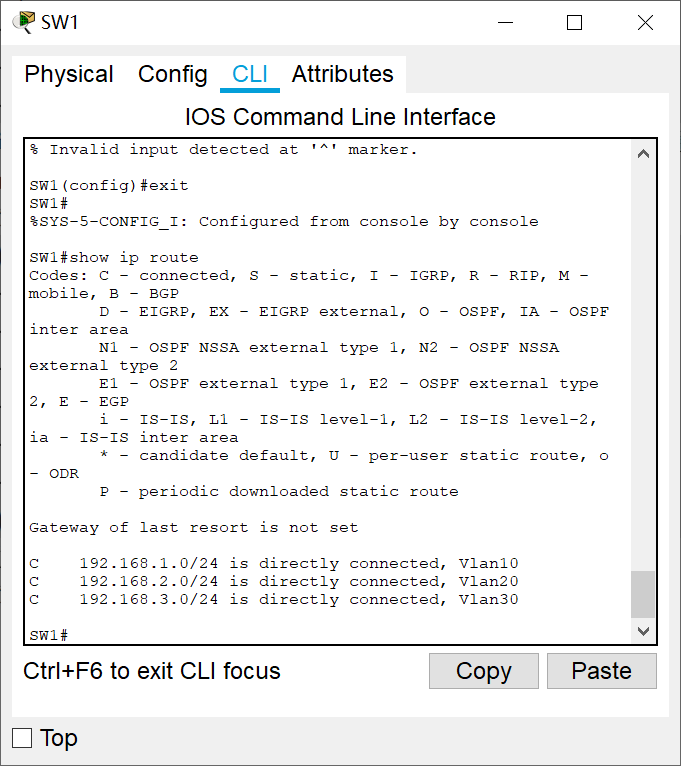 SW1
Physical Config CLI Attributes
IOS Command Line Interface
% Invalid input detected at '^' marker.
SW1(config)#exit
SW1#
%SYS-5-CONFIG_I: Configured from console by console
SW1#show ip route
Codes: C - connected, S - static, I - IGRP, R - RIP, M -
mobile, B - BGP
       D - EIGRP, EX - EIGRP external, O - OSPF, IA - OSPF
inter area
       N1 - OSPF NSSA external type 1, N2 - OSPF NSSA
external type 2
       E1 - OSPF external type 1, E2 - OSPF external type
2, E - EGP
       i - IS-IS, L1 - IS-IS level-1, L2 - IS-IS level-2,
ia - IS-IS inter area
       * - candidate default, U - per-user static route, o
- ODR
       P - periodic downloaded static route
Gateway of last resort is not set
C    192.168.1.0/24 is directly connected, Vlan10
C    192.168.2.0/24 is directly connected, Vlan20
C    192.168.3.0/24 is directly connected, Vlan30
SW1#
Ctrl+F6 to exit CLI focus Copy Paste
Top